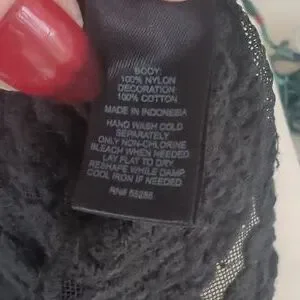 BODY
100% NYLON
DECORATION
100% COTTON
MADE IN INDONESIA
HAND WASH COLD
SEPARATELY
ONLY NON-CHLORINE
BLEACH WHEN NEEDED
LAY FLAT TO DRY
RESHAPE WHILE DAMP.
COOL IRON IF NEEDED
RN#